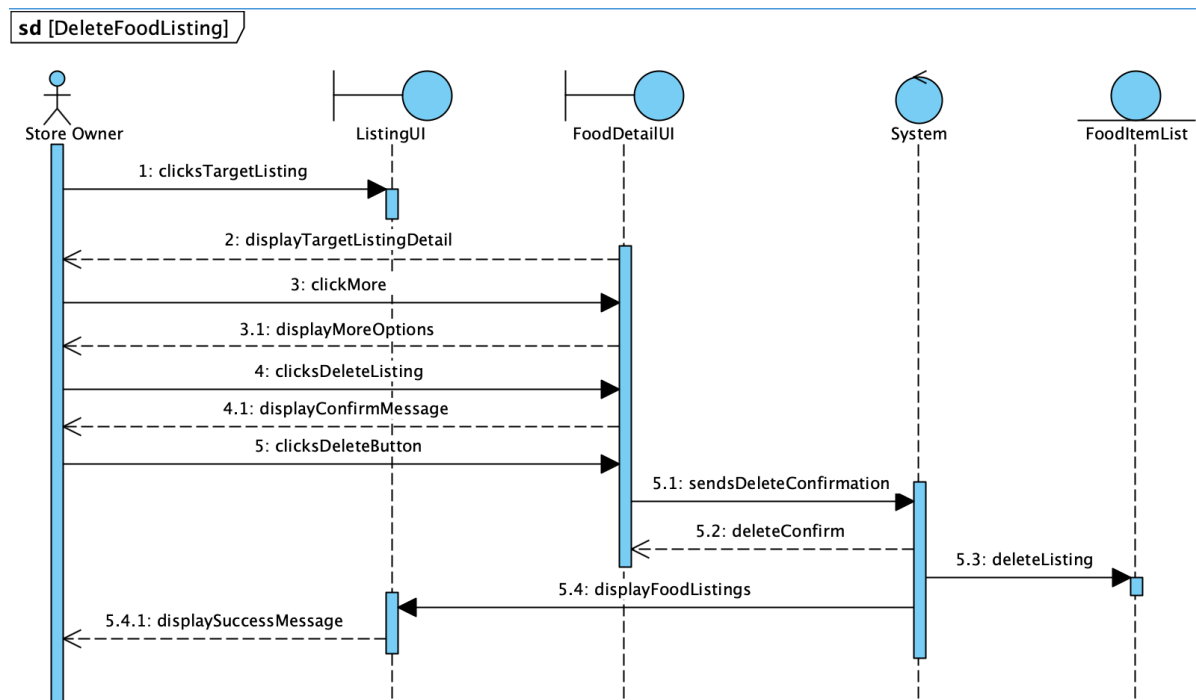 sd [DeleteFoodListing]
Store Owner
ListingUI
FoodDetailUI
System
FoodItemList
1: clicksTargetListing
2: displayTargetListingDetail
3: clickMore
3.1: displayMoreOptions
4: clicksDeleteListing
4.1: displayConfirmMessage
5: clicksDeleteButton
5.1: sendsDeleteConfirmation
5.2: deleteConfirm
5.3: deleteListing
5.4: displayFoodListings
5.4.1: displaySuccessMessage